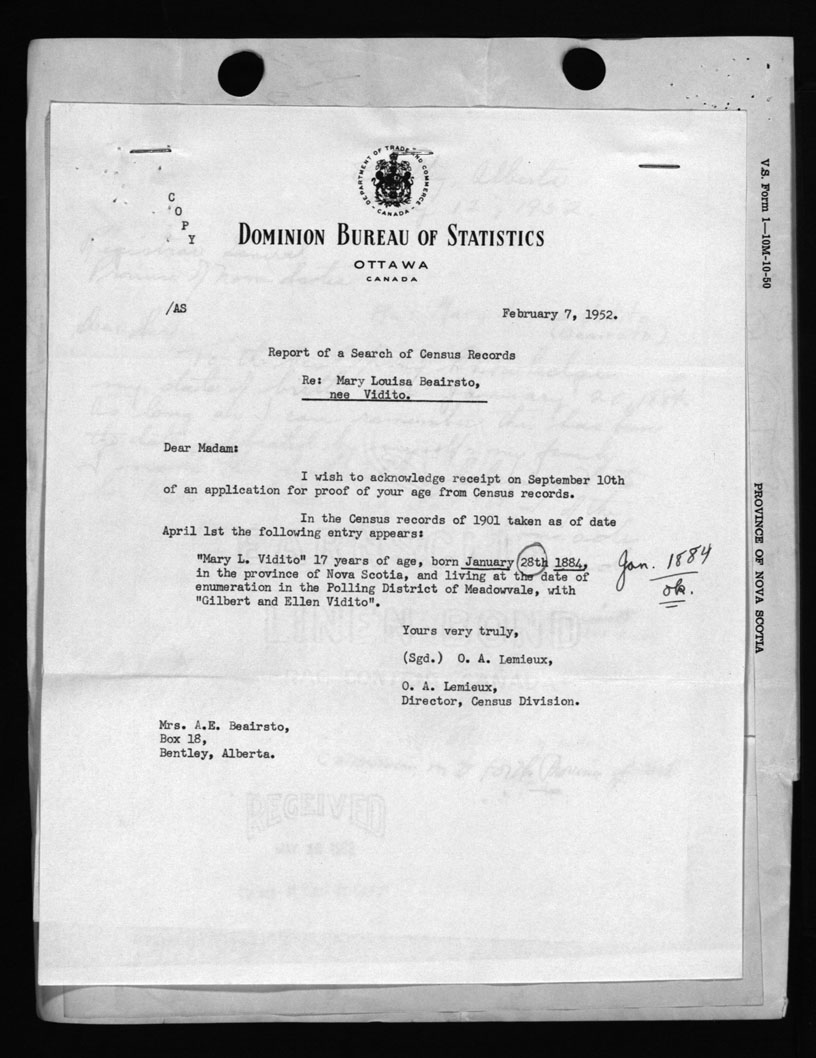 DEPARTMENT OF TRADE AND COMMERCE
- CANADA -
C
O
P
Y
DOMINION BUREAU OF STATISTICS
OTTAWA
CANADA
/AS
February 7, 1952.
Report of a Search of Census Records
Re: Mary Louisa Beairsto,
nee Vidito.
Dear Madam:
I wish to acknowledge receipt on September 10th
of an application for proof of your age from Census records.
In the Census records of 1901 taken as of date
April 1st the following entry appears:
"Mary L. Vidito" 17 years of age, born January 28th 1884,
in the province of Nova Scotia, and living at the date of
enumeration in the Polling District of Meadowvale, with
"Gilbert and Ellen Vidito".
Jan. 1884
ok.
Yours very truly,
(Sgd.) O. A. Lemieux,
O. A. Lemieux,
Director, Census Division.
Mrs. A.E. Beairsto,
Box 18,
Bentley, Alberta.
RECEIVED
V.S. Form 1—10M-10-50
PROVINCE OF NOVA SCOTIA